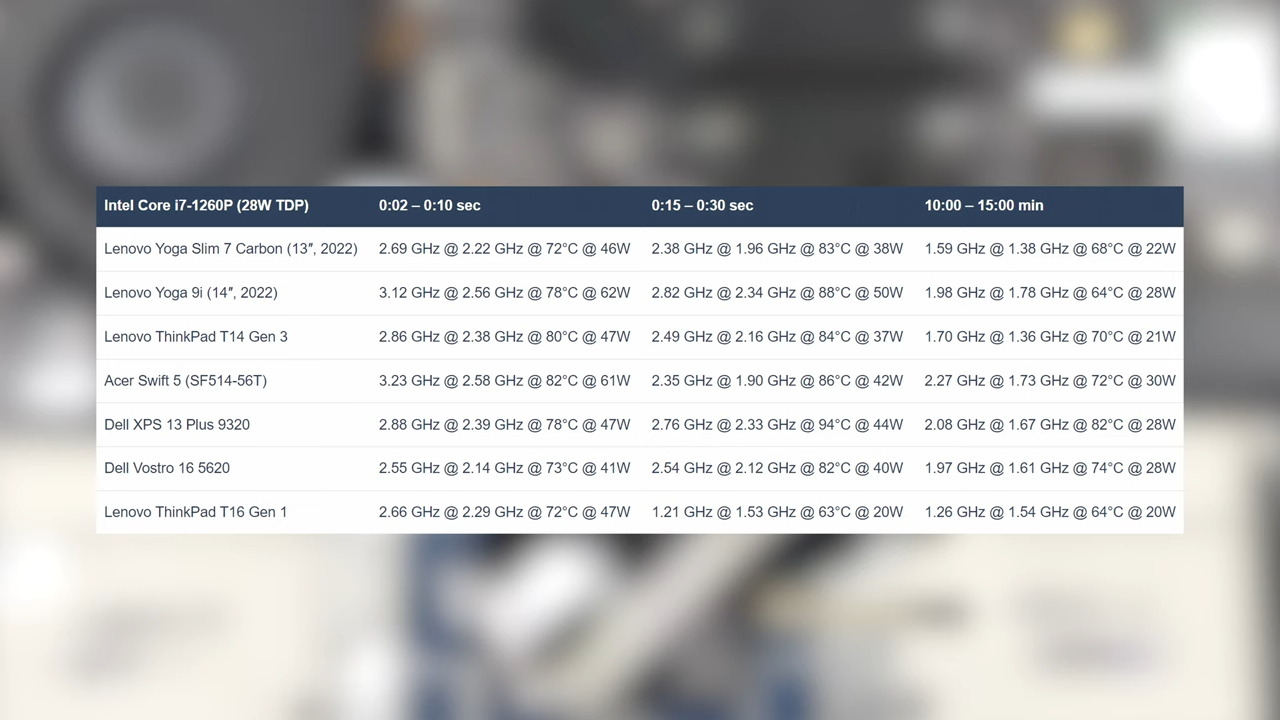 Intel Core i7-1260P (28W TDP) 0:02 – 0:10 sec 0:15 – 0:30 sec 10:00 – 15:00 min
Lenovo Yoga Slim 7 Carbon (13″, 2022) 2.69 GHz @ 2.22 GHz @ 72°C @ 46W 2.38 GHz @ 1.96 GHz @ 83°C @ 38W 1.59 GHz @ 1.38 GHz @ 68°C @ 22W
Lenovo Yoga 9i (14″, 2022) 3.12 GHz @ 2.56 GHz @ 78°C @ 62W 2.82 GHz @ 2.34 GHz @ 88°C @ 50W 1.98 GHz @ 1.78 GHz @ 64°C @ 28W
Lenovo ThinkPad T14 Gen 3 2.86 GHz @ 2.38 GHz @ 80°C @ 47W 2.49 GHz @ 2.16 GHz @ 84°C @ 37W 1.70 GHz @ 1.36 GHz @ 70°C @ 21W
Acer Swift 5 (SF514-56T) 3.23 GHz @ 2.58 GHz @ 82°C @ 61W 2.35 GHz @ 1.90 GHz @ 86°C @ 42W 2.27 GHz @ 1.73 GHz @ 72°C @ 30W
Dell XPS 13 Plus 9320 2.88 GHz @ 2.39 GHz @ 78°C @ 47W 2.76 GHz @ 2.33 GHz @ 94°C @ 44W 2.08 GHz @ 1.67 GHz @ 82°C @ 28W
Dell Vostro 16 5620 2.55 GHz @ 2.14 GHz @ 73°C @ 41W 2.54 GHz @ 2.12 GHz @ 82°C @ 40W 1.97 GHz @ 1.61 GHz @ 74°C @ 28W
Lenovo ThinkPad T16 Gen 1 2.66 GHz @ 2.29 GHz @ 72°C @ 47W 1.21 GHz @ 1.53 GHz @ 63°C @ 20W 1.26 GHz @ 1.54 GHz @ 64°C @ 20W